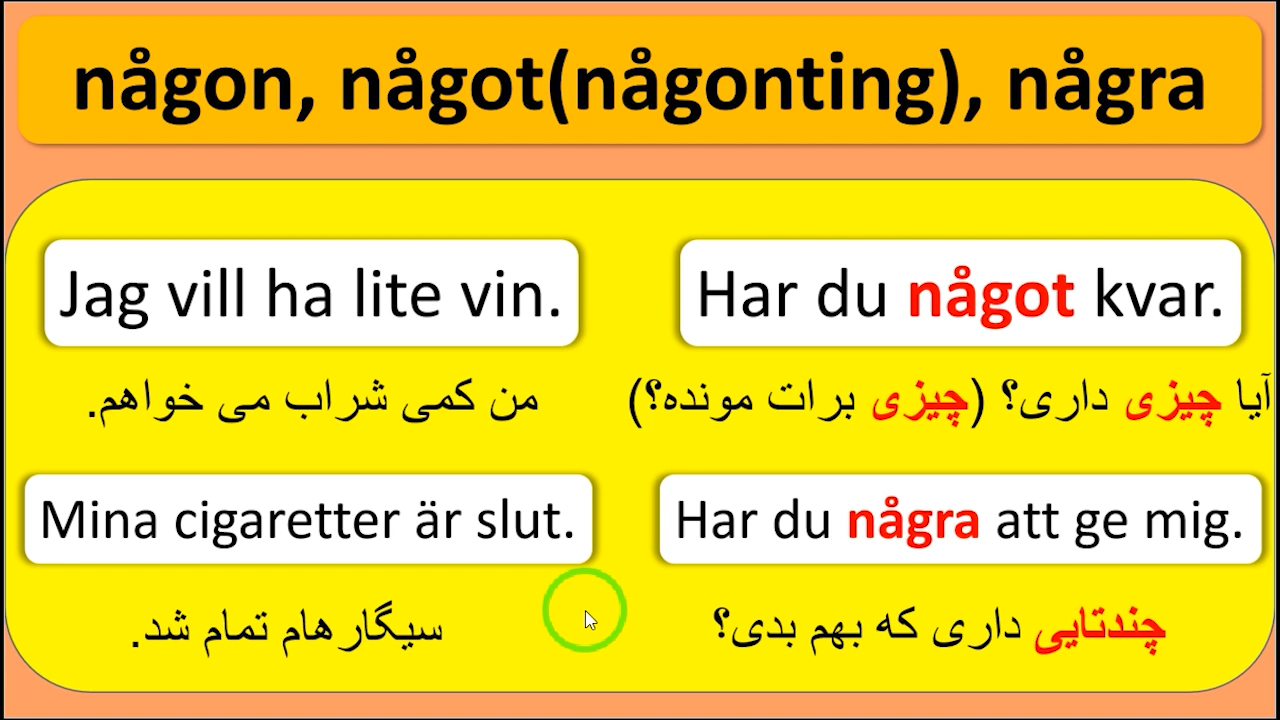 någon, något(någonting), några
Jag vill ha lite vin.
Har du något kvar.
من کمی شراب می خواهم.
آیا چیزی داری؟ (چیزی برات مونده؟)
Mina cigaretter är slut.
Har du några att ge mig.
سیگارهام تمام شد.
چندتایی داری که بهم بدی؟